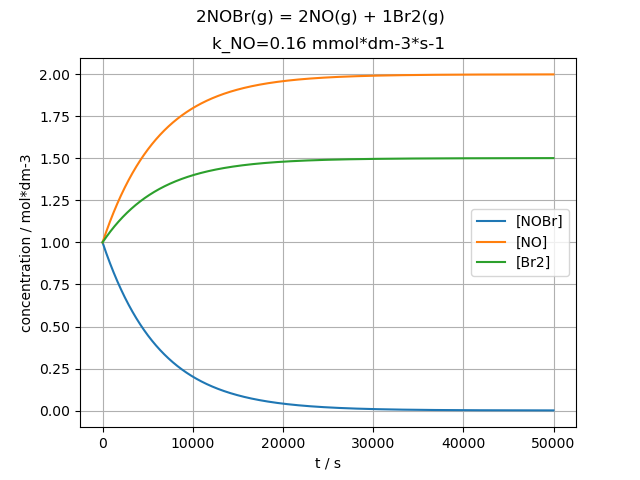 2NOBr(g) = 2NO(g) + 1Br2(g)
k_NO=0.16 mmol*dm-3*s-1
concentration / mol*dm-3
2.00
1.75
1.50
1.25
1.00
0.75
0.50
0.25
0.00
[NOBr]
[NO]
[Br2]
0 10000 20000 30000 40000 50000
t / s